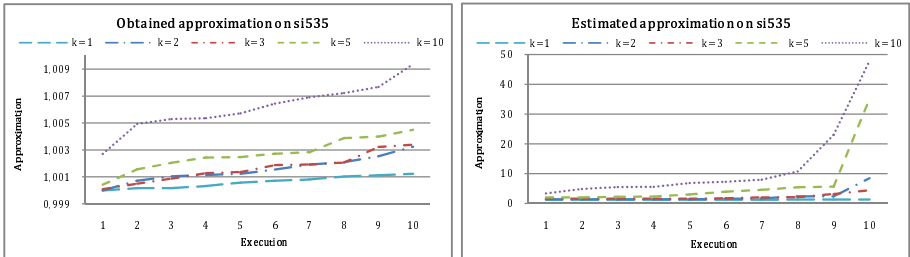 Obtained approximation on si535
k=1 k=2 k=3 k=5 k=10
1,009
1,007
1,005
1,003
1,001
0,999
Approximation
1 2 3 4 5 6 7 8 9 10
Execution
Estimated approximation on si535
k=1 k=2 k=3 k=5 k=10
50
40
30
20
10
0
Approximation
1 2 3 4 5 6 7 8 9 10
Execution